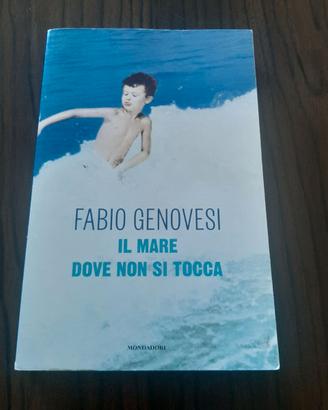 FABIO GENOVESI
IL MARE
DOVE NON SI TOCCA
MONDADORI